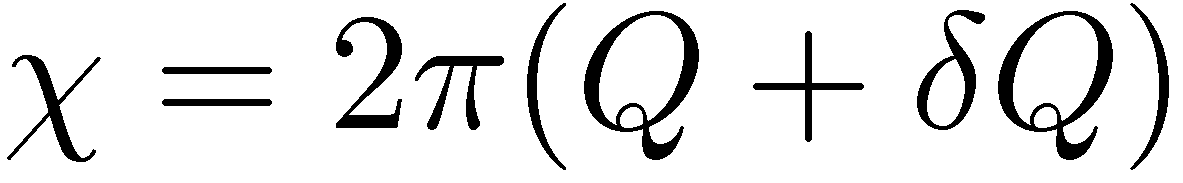 χ = 2π(Q + δQ)